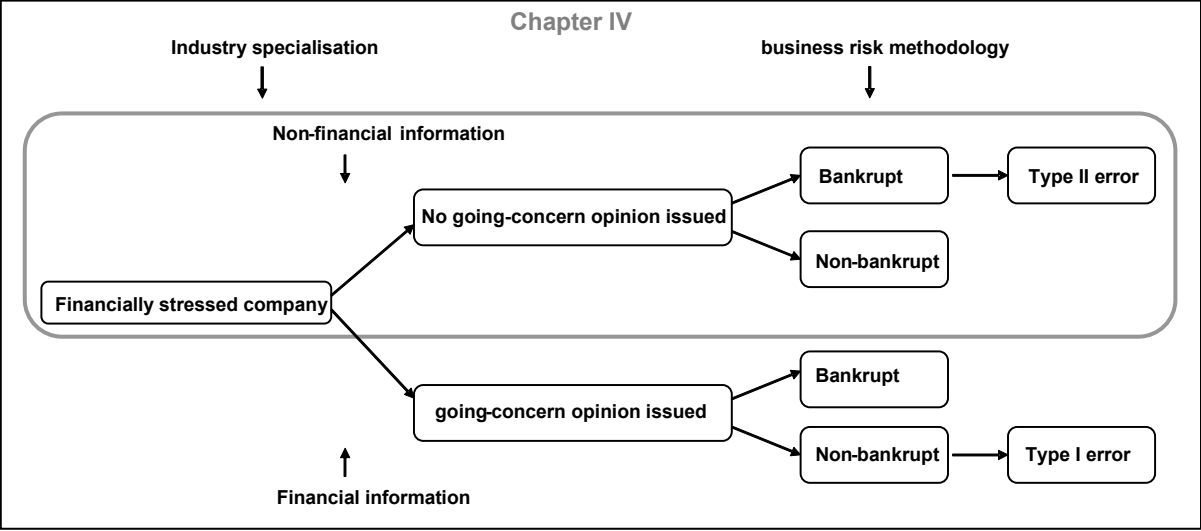 Chapter IV
Industry specialisation
business risk methodology
Non-financial information
Bankrupt
Type II error
No going-concern opinion issued
Non-bankrupt
Financially stressed company
Bankrupt
going-concern opinion issued
Non-bankrupt
Type I error
Financial information